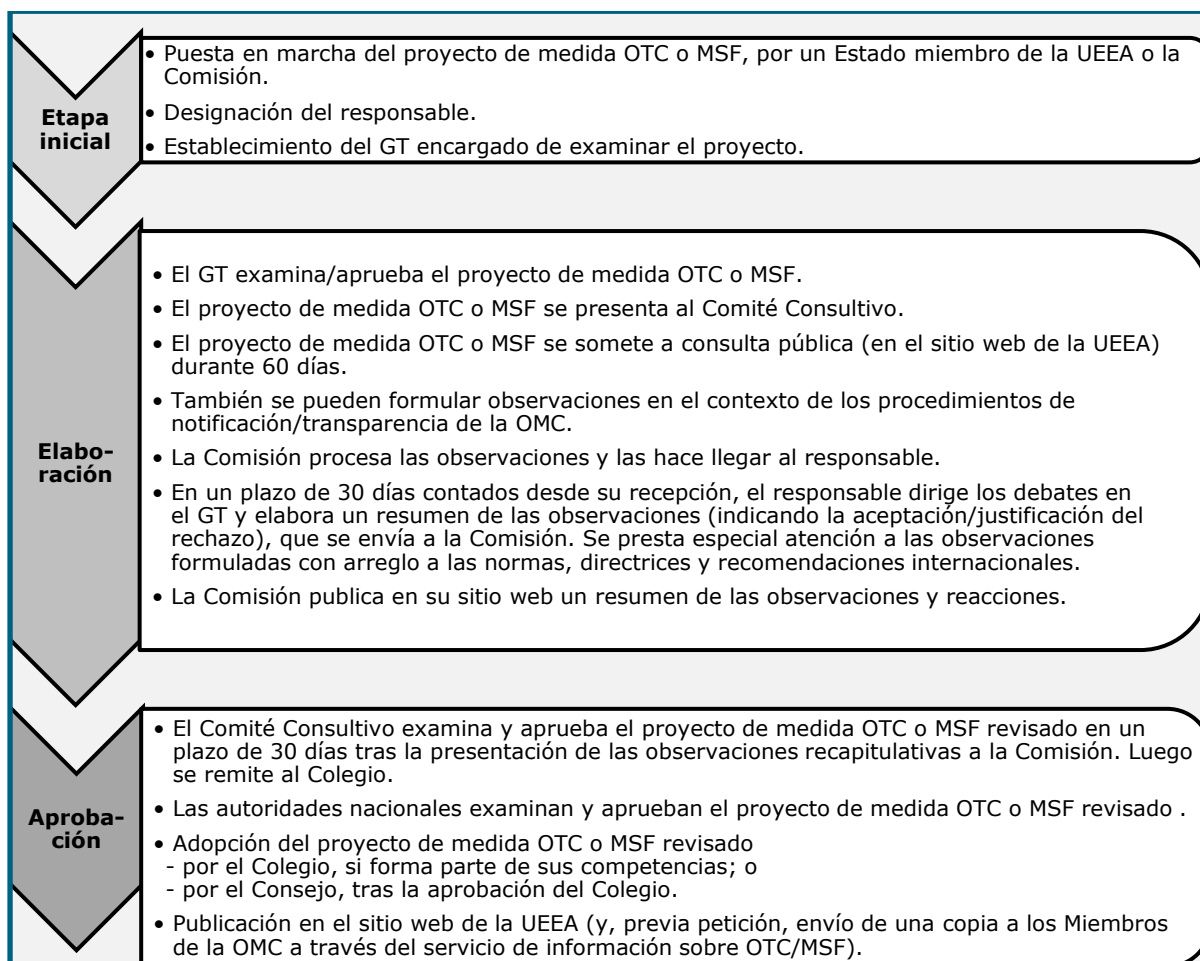 • Puesta en marcha del proyecto de medida OTC o MSF, por un Estado miembro de la UEEA o la
Comisión.
Etapa
inicial
• Designación del responsable.
• Establecimiento del GT encargado de examinar el proyecto.
• El GT examina/aprueba el proyecto de medida OTC o MSF.
• El proyecto de medida OTC o MSF se presenta al Comité Consultivo.
• El proyecto de medida OTC o MSF se somete a consulta pública (en el sitio web de la UEEA)
durante 60 días.
• También se pueden formular observaciones en el contexto de los procedimientos de
notificación/transparencia de la OMC.
Elabo-
ración
• La Comisión procesa las observaciones y las hace llegar al responsable.
• En un plazo de 30 días contados desde su recepción, el responsable dirige los debates en
el GT y elabora un resumen de las observaciones (indicando la aceptación/justificación del
rechazo), que se envía a la Comisión. Se presta especial atención a las observaciones
formuladas con arreglo a las normas, directrices y recomendaciones internacionales.
• La Comisión publica en su sitio web un resumen de las observaciones y reacciones.
• El Comité Consultivo examina y aprueba el proyecto de medida OTC o MSF revisado en un
plazo de 30 días tras la presentación de las observaciones recapitulativas a la Comisión. Luego
se remite al Colegio.
Aproba-
ción
• Las autoridades nacionales examinan y aprueban el proyecto de medida OTC o MSF revisado .
• Adopción del proyecto de medida OTC o MSF revisado
- por el Colegio, si forma parte de sus competencias; o
- por el Consejo, tras la aprobación del Colegio.
• Publicación en el sitio web de la UEEA (y, previa petición, envío de una copia a los Miembros
de la OMC a través del servicio de información sobre OTC/MSF).